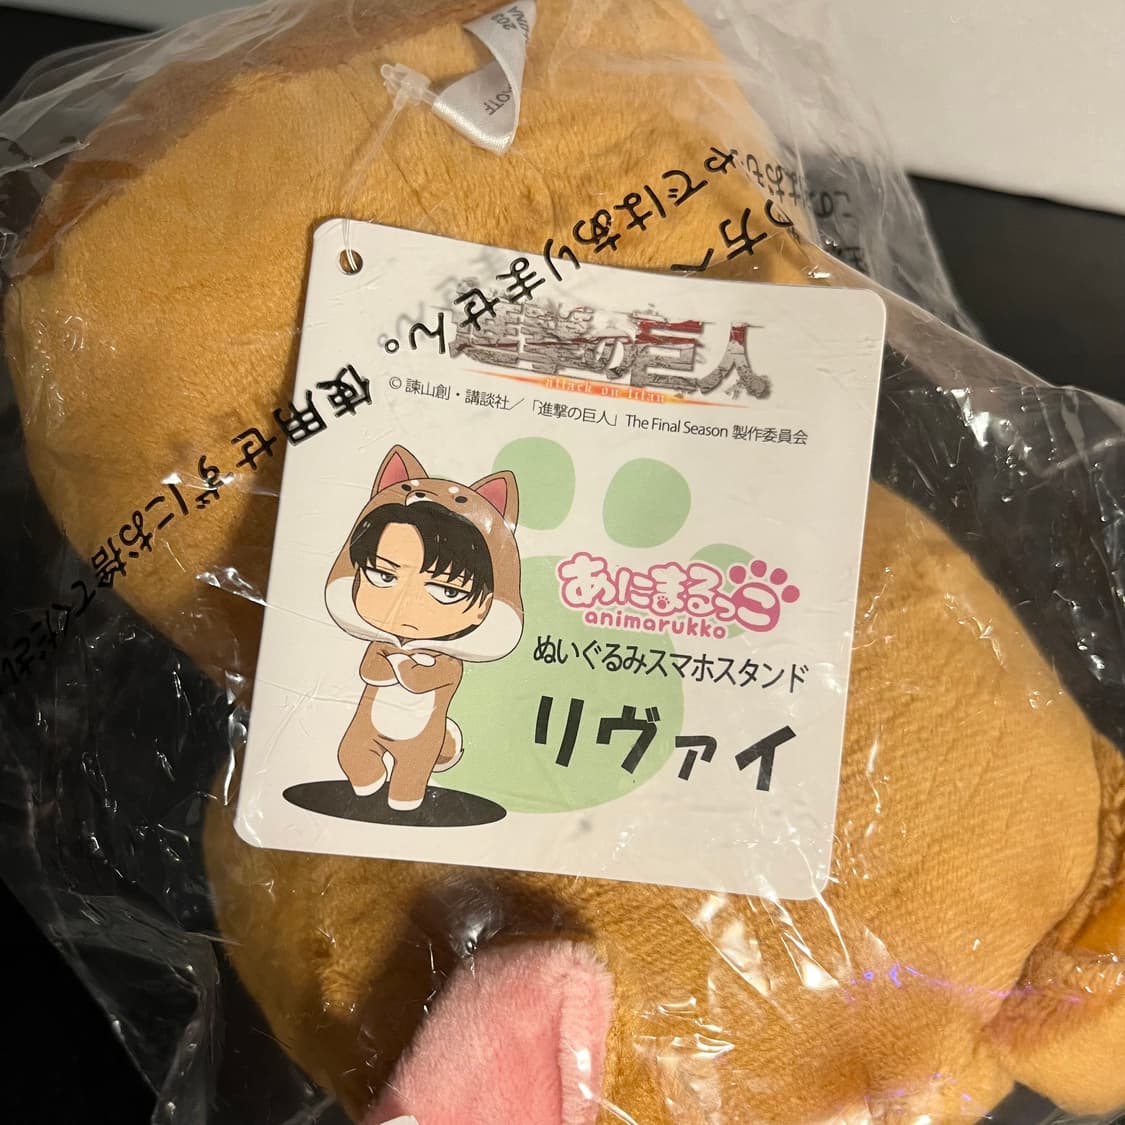 進撃の巨人
attack on titan
© 諫山創・講談社／「進撃の巨人」The Final Season 製作委員会
あにまるっこ
animarukko
ぬいぐるみスマホスタンド
リヴァイ
ゃではありません。
使用せずにお捨てくださ